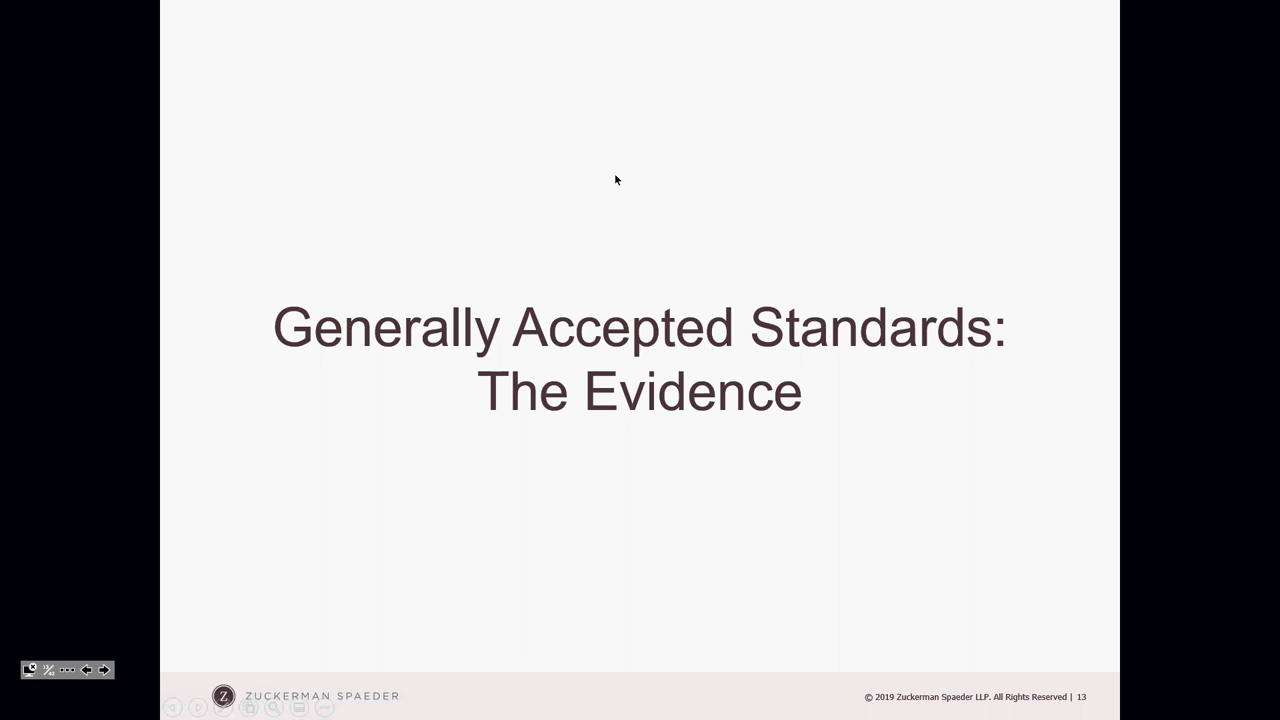 Generally Accepted Standards:
The Evidence
Z ZUCKERMAN SPAEDER
© 2019 Zuckerman Spaeder LLP. All Rights Reserved | 13